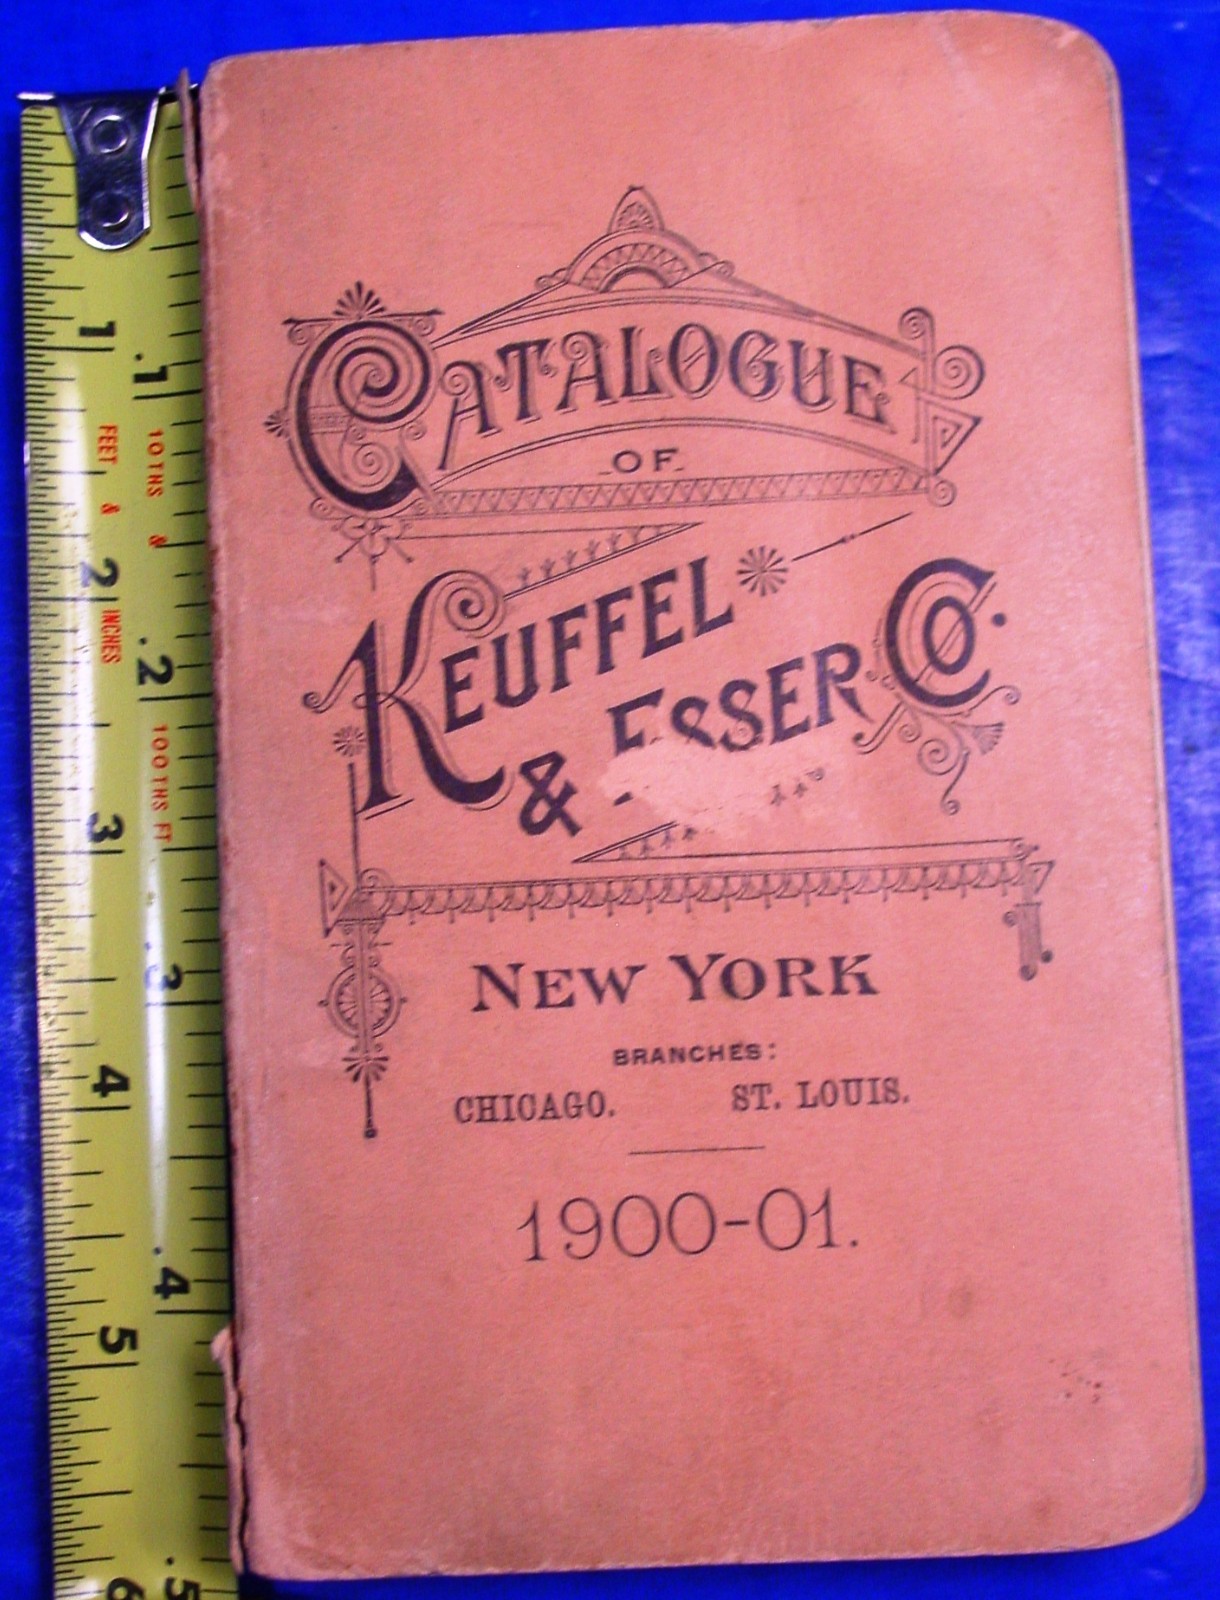 CATALOGUE
OF
KEUFFEL
& ESSER CO.
NEW YORK
BRANCHES:
CHICAGO. ST. LOUIS.
1900-01.
1
2
3
4
5
6
FEET & INCHES
.1
.2
.3
.4
.5
10THS & 100THS FT